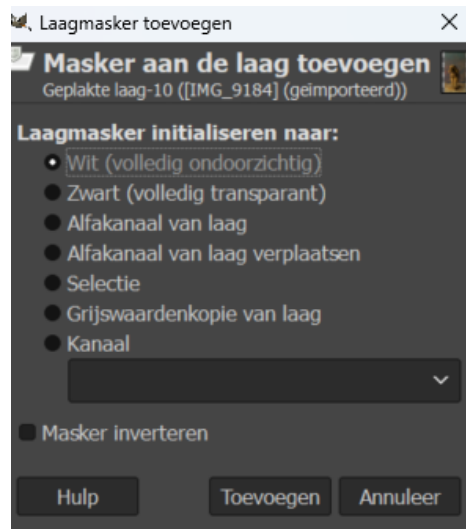 Laagmasker toevoegen
Masker aan de laag toevoegen
Geplakte laag-10 ([IMG_9184] (geïmporteerd))
Laagmasker initialiseren naar:
Wit (volledig ondoorzichtig)
Zwart (volledig transparant)
Alfakanaal van laag
Alfakanaal van laag verplaatsen
Selectie
Grijswaardenkopie van laag
Kanaal
Masker inverteren
Hulp Toevoegen Annuleer